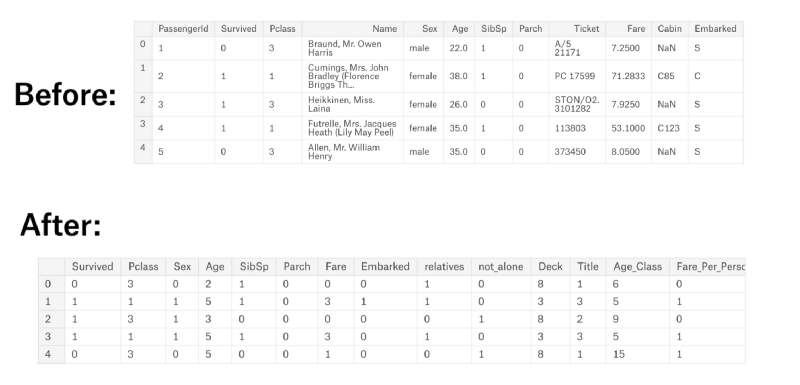 Before:
PassengerId Survived Pclass Name Sex Age SibSp Parch Ticket Fare Cabin Embarked
0 1 0 3 Braund, Mr. Owen Harris male 22.0 1 0 A/5 21171 7.2500 NaN S
1 2 1 1 Cumings, Mrs. John Bradley (Florence Briggs Th... female 38.0 1 0 PC 17599 71.2833 C85 C
2 3 1 3 Heikkinen, Miss. Laina female 26.0 0 0 STON/O2. 3101282 7.9250 NaN S
3 4 1 1 Futrelle, Mrs. Jacques Heath (Lily May Peel) female 35.0 1 0 113803 53.1000 C123 S
4 5 0 3 Allen, Mr. William Henry male 35.0 0 0 373450 8.0500 NaN S
After:
Survived Pclass Sex Age SibSp Parch Fare Embarked relatives not_alone Deck Title Age_Class Fare_Per_Perso
0 0 3 0 2 1 0 0 0 1 0 8 1 6 0
1 1 1 1 5 1 0 3 1 1 0 3 3 5 1
2 1 3 1 3 0 0 0 0 0 1 8 2 9 0
3 1 1 1 5 1 0 3 0 1 0 3 3 5 1
4 0 3 0 5 0 0 1 0 0 1 8 1 15 1